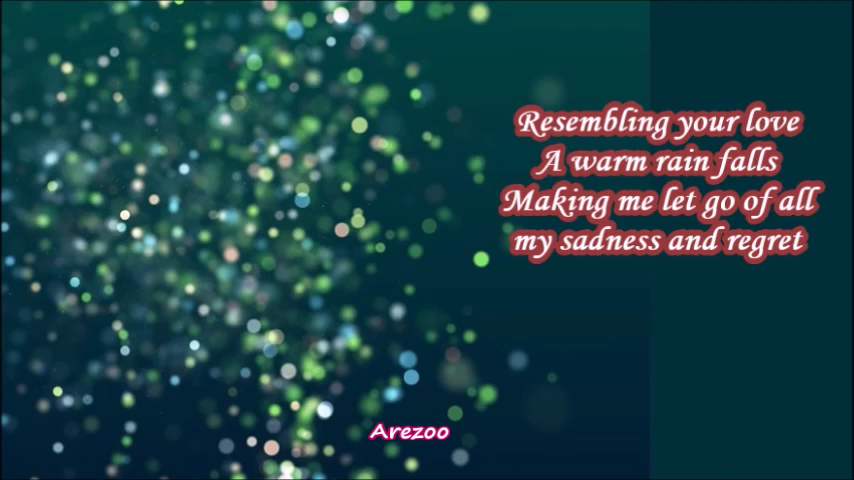 Resembling your love
A warm rain falls
Making me let go of all
my sadness and regret
Arezoo